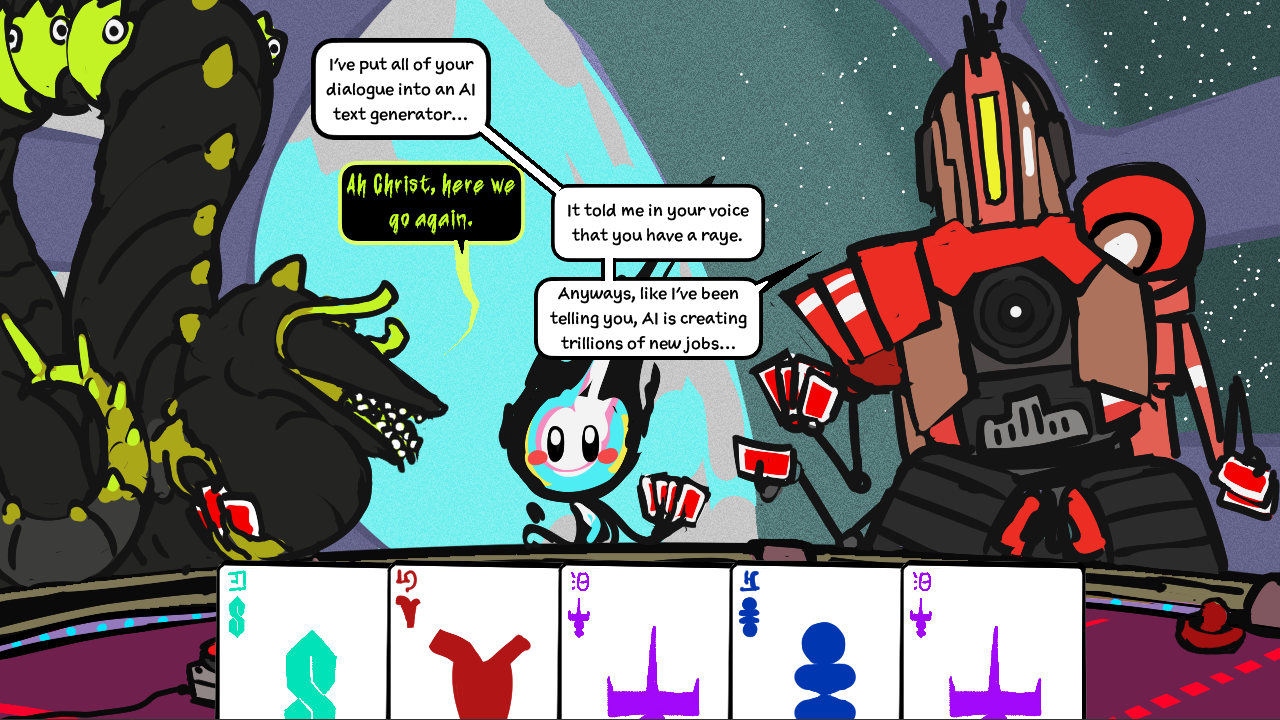 I've put all of your
dialogue into an AI
text generator...
Ah Christ, here we
go again.
It told me in your voice
that you have a raye.
Anyways, like I've been
telling you, AI is creating
trillions of new jobs...